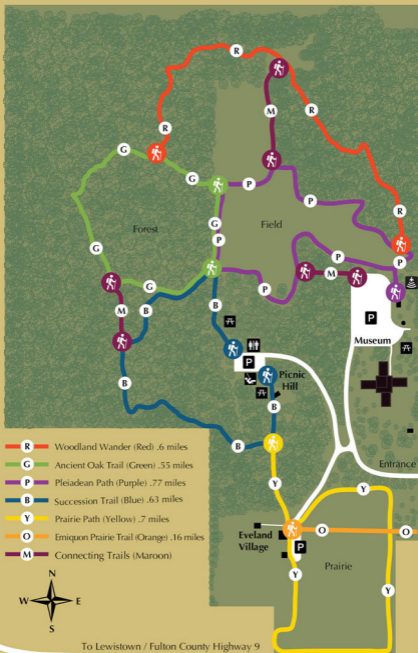 R
R
M
R
G
G
P
P
R
Forest
G
P
Field
G
P
P
P
M
G
M
P
B
B
P
Museum
P
Picnic
Hill
B
B
B
Entrance
R Woodland Wander (Red) .6 miles
G Ancient Oak Trail (Green) .55 miles
P Pleiadean Path (Purple) .77 miles
B Succession Trail (Blue) .63 miles
Y Prairie Path (Yellow) .7 miles
O Emiquon Prairie Trail (Orange) .16 miles
M Connecting Trails (Maroon)
Y
Y
Eveland
Village
O
O
P
Prairie
Y
Y
N
W E
S
To Lewistown / Fulton County Highway 9